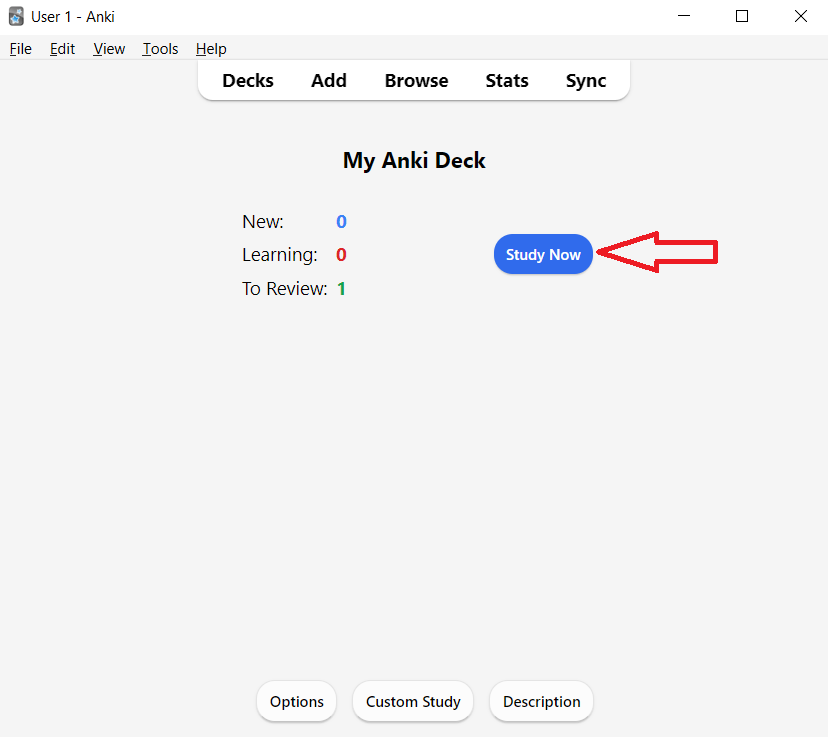 User 1 - Anki
File Edit View Tools Help
Decks Add Browse Stats Sync
My Anki Deck
New: 0
Learning: 0
To Review: 1
Study Now
Options Custom Study Description